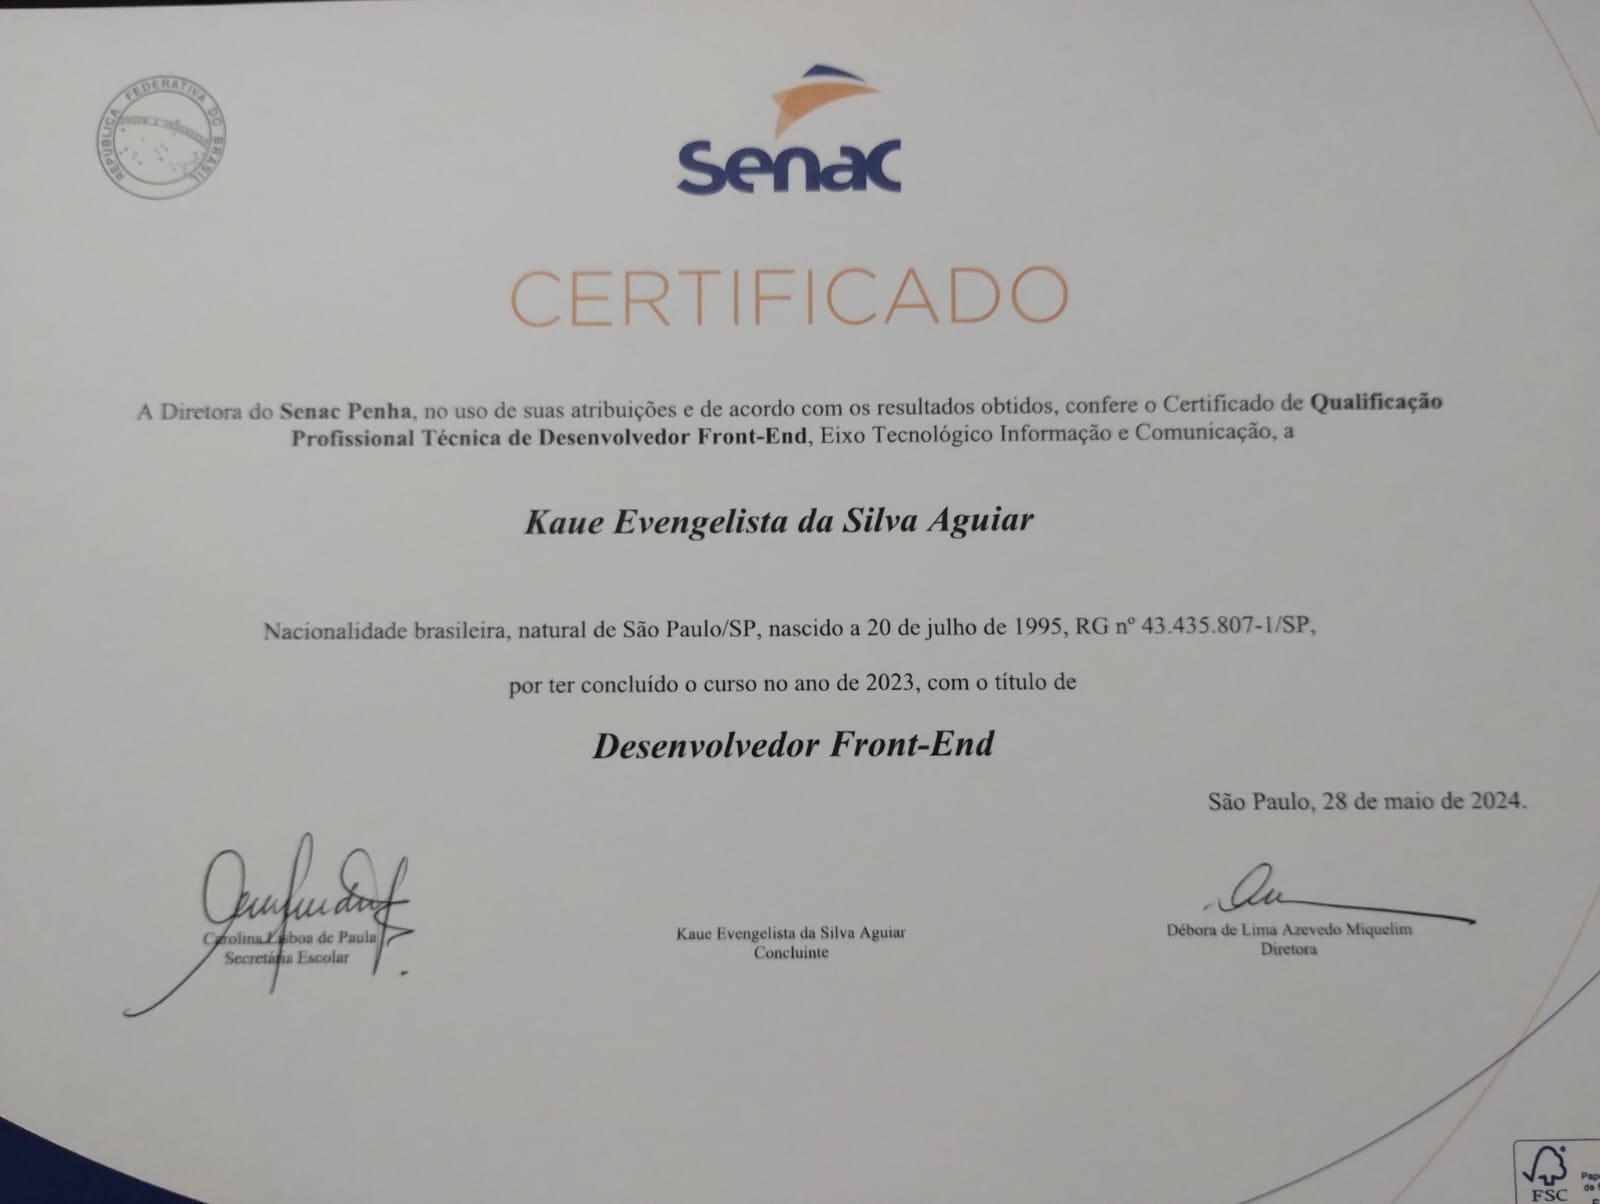 REPÚBLICA FEDERATIVA DO BRASIL
senac
CERTIFICADO
A Diretora do Senac Penha, no uso de suas atribuições e de acordo com os resultados obtidos, confere o Certificado de Qualificação
Profissional Técnica de Desenvolvedor Front-End, Eixo Tecnológico Informação e Comunicação, a
Kaue Evengelista da Silva Aguiar
Nacionalidade brasileira, natural de São Paulo/SP, nascido a 20 de julho de 1995, RG nº 43.435.807-1/SP,
por ter concluído o curso no ano de 2023, com o título de
Desenvolvedor Front-End
São Paulo, 28 de maio de 2024.
Carolina Lisboa de Paula
Secretária Escolar
Kaue Evengelista da Silva Aguiar
Concluinte
Débora de Lima Azevedo Miquelim
Diretora
FSC